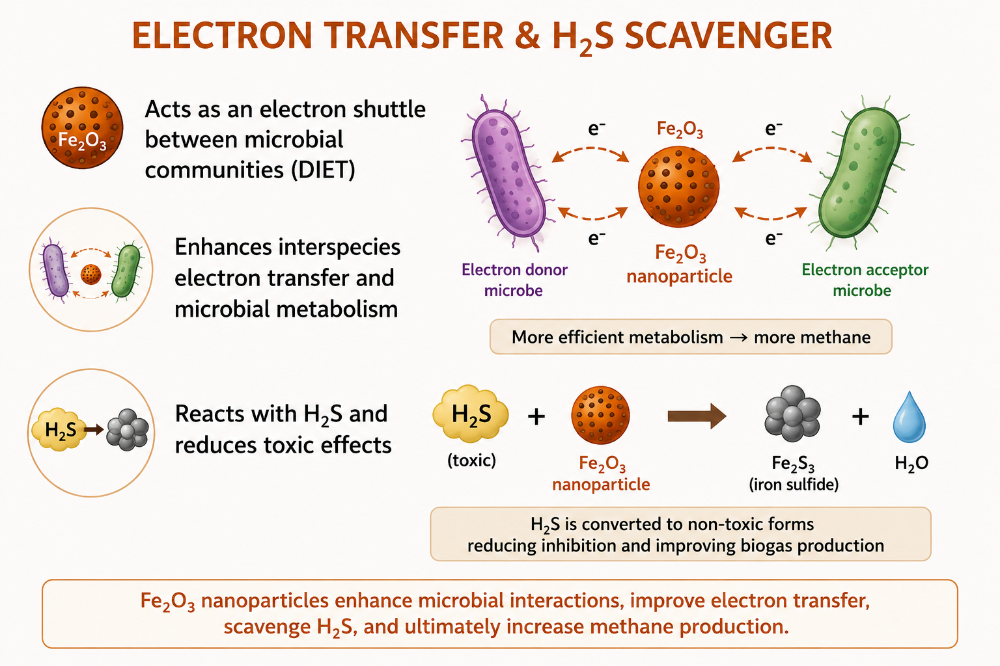 ELECTRON TRANSFER & H₂S SCAVENGER
Fe₂O₃
Acts as an electron shuttle
between microbial
communities (DIET)
e⁻
Fe₂O₃
e⁻
e⁻
Fe₂O₃
nanoparticle
e⁻
Electron donor
microbe
Electron acceptor
microbe
More efficient metabolism → more methane
Enhances interspecies
electron transfer and
microbial metabolism
H₂S
Reacts with H₂S and
reduces toxic effects
H₂S
(toxic)
+
Fe₂O₃
nanoparticle
Fe₂S₃
(iron sulfide)
+
H₂O
H₂S is converted to non-toxic forms
reducing inhibition and improving biogas production
Fe₂O₃ nanoparticles enhance microbial interactions, improve electron transfer,
scavenge H₂S, and ultimately increase methane production.